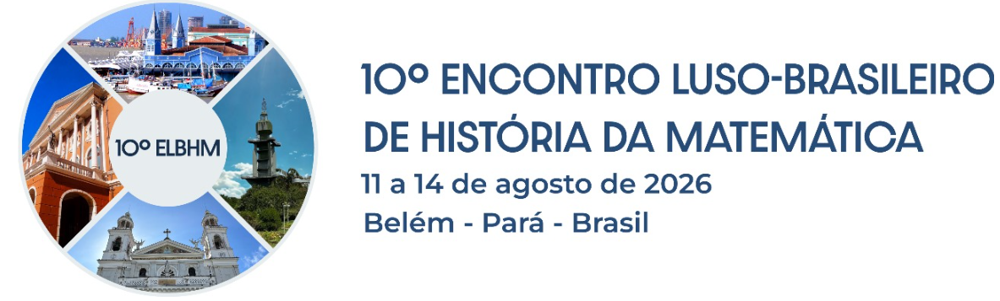 10º ELBHM
10º ENCONTRO LUSO-BRASILEIRO
DE HISTÓRIA DA MATEMÁTICA
11 a 14 de agosto de 2026
Belém - Pará - Brasil